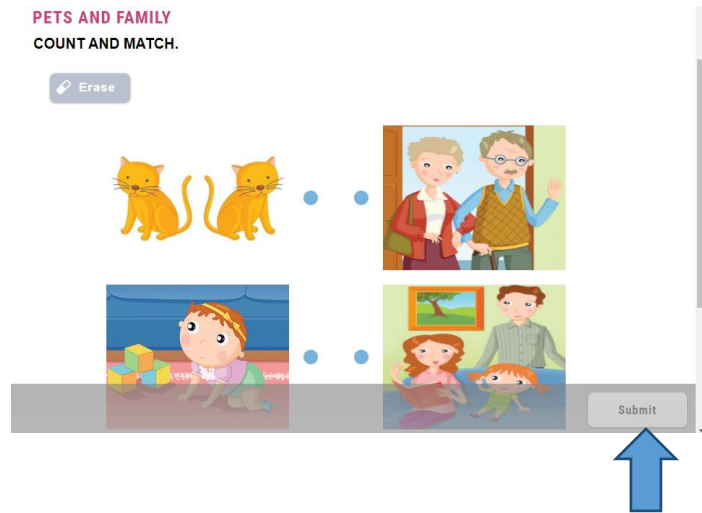 PETS AND FAMILY
COUNT AND MATCH.
Erase
Submit